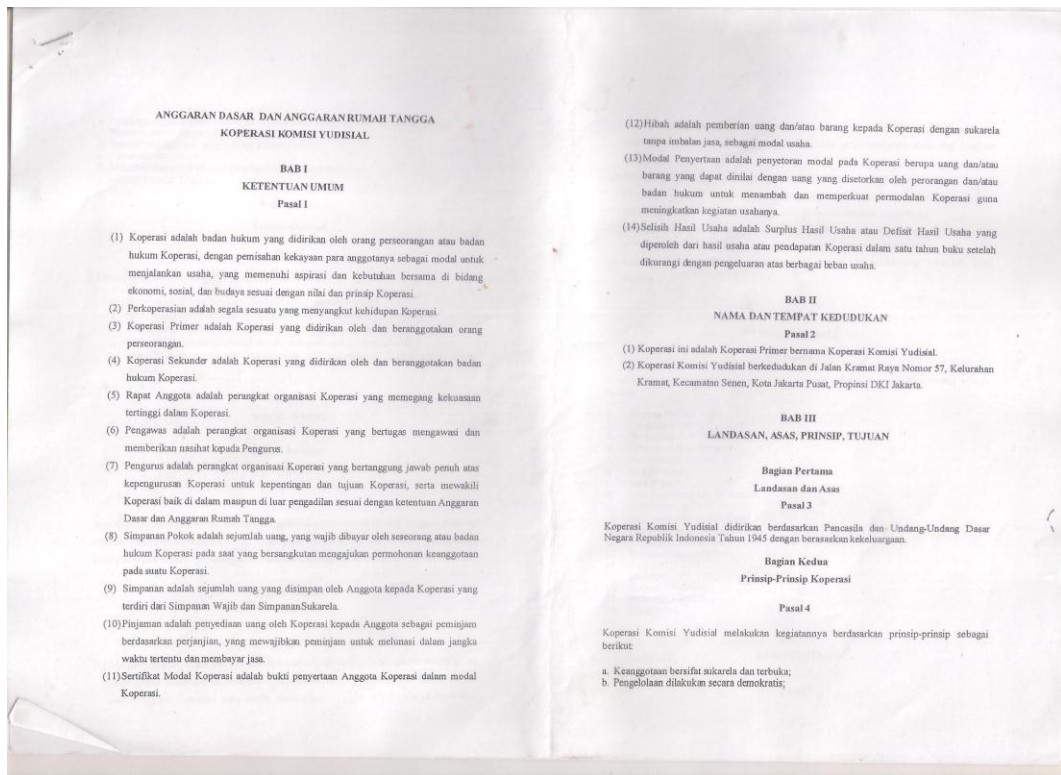 ANGGARAN DASAR DAN ANGGARAN RUMAH TANGGA
KOPERASI KOMISI YUDISIAL
BAB I
KETENTUAN UMUM
Pasal 1
(1) Koperasi adalah badan hukum yang didirikan oleh orang perseorangan atau badan
hukum Koperasi, dengan pemisahan kekayaan para anggotanya sebagai modal untuk
menjalankan usaha, yang memenuhi aspirasi dan kebutuhan bersama di bidang
ekonomi, sosial, dan budaya sesuai dengan nilai dan prinsip Koperasi.
(2) Perkoperasian adalah segala sesuatu yang menyangkut kehidupan Koperasi.
(3) Koperasi Primer adalah Koperasi yang didirikan oleh dan beranggotakan orang
perseorangan.
(4) Koperasi Sekunder adalah Koperasi yang didirikan oleh dan beranggotakan badan
hukum Koperasi.
(5) Rapat Anggota adalah perangkat organisasi Koperasi yang memegang kekuasaan
tertinggi dalam Koperasi.
(6) Pengawas adalah perangkat organisasi Koperasi yang bertugas mengawasi dan
memberikan nasihat kepada Pengurus.
(7) Pengurus adalah perangkat organisasi Koperasi yang bertanggung jawab penuh atas
kepengurusan Koperasi untuk kepentingan dan tujuan Koperasi, serta mewakili
Koperasi baik di dalam maupun di luar pengadilan sesuai dengan ketentuan Anggaran
Dasar dan Anggaran Rumah Tangga.
(8) Simpanan Pokok adalah sejumlah uang, yang wajib dibayar oleh seseorang atau badan
hukum Koperasi pada saat yang bersangkutan mengajukan permohonan keanggotaan
pada suatu Koperasi.
(9) Simpanan adalah sejumlah uang yang disimpan oleh Anggota kepada Koperasi yang
terdiri dari Simpanan Wajib dan Simpanan Sukarela.
(10)Pinjaman adalah penyediaan uang oleh Koperasi kepada Anggota sebagai peminjam
berdasarkan perjanjian, yang mewajibkan peminjam untuk melunasi dalam jangka
waktu tertentu dan membayar jasa.
(11)Sertifikat Modal Koperasi adalah bukti penyertaan Anggota Koperasi dalam modal
Koperasi.
(12)Hibah adalah pemberian uang dan/atau barang kepada Koperasi dengan sukarela
tanpa imbalan jasa, sebagai modal usaha.
(13)Modal Penyertaan adalah penyetoran modal pada Koperasi berupa uang dan/atau
barang yang dapat dinilai dengan uang yang disetorkan oleh perorangan dan/atau
badan hukum untuk menambah dan memperkuat permodalan Koperasi guna
meningkatkan kegiatan usahanya.
(14)Selisih Hasil Usaha adalah Surplus Hasil Usaha atau Defisit Hasil Usaha yang
diperoleh dari hasil usaha atau pendapatan Koperasi dalam satu tahun buku setelah
dikurangi dengan pengeluaran atas berbagai beban usaha.
BAB II
NAMA DAN TEMPAT KEDUDUKAN
Pasal 2
(1) Koperasi ini adalah Koperasi Primer bernama Koperasi Komisi Yudisial.
(2) Koperasi Komisi Yudisial berkedudukan di Jalan Kramat Raya Nomor 57, Kelurahan
Kramat, Kecamatan Senen, Kota Jakarta Pusat, Propinsi DKI Jakarta.
BAB III
LANDASAN, ASAS, PRINSIP, TUJUAN
Bagian Pertama
Landasan dan Asas
Pasal 3
Koperasi Komisi Yudisial didirikan berdasarkan Pancasila dan Undang-Undang Dasar
Negara Republik Indonesia Tahun 1945 dengan berasaskan kekeluargaan.
Bagian Kedua
Prinsip-Prinsip Koperasi
Pasal 4
Koperasi Komisi Yudisial melakukan kegiatannya berdasarkan prinsip-prinsip sebagai
berikut:
a. Keanggotaan bersifat sukarela dan terbuka;
b. Pengelolaan dilakukan secara demokratis;